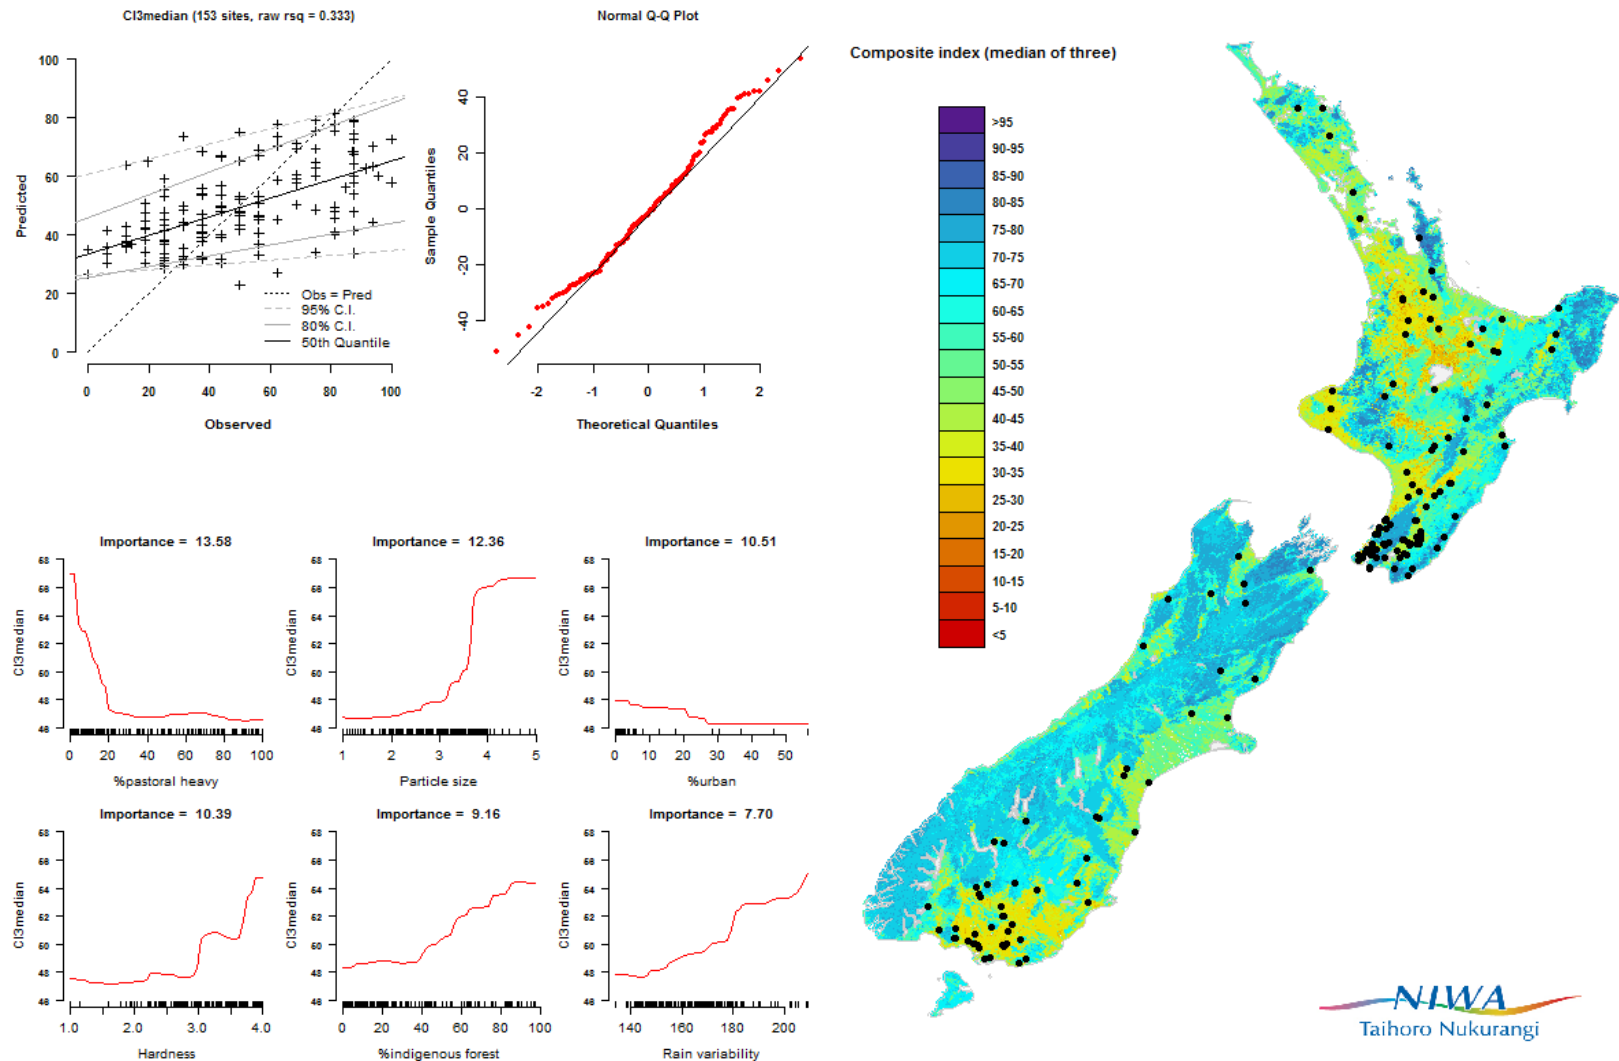 CI3median (153 sites, raw rsq = 0.333)
100
80
60
40
20
0
Predicted
0 20 40 60 80 100
Observed
Obs = Pred
95% C.I.
80% C.I.
50th Quantile
Normal Q-Q Plot
40
20
0
-20
40
Sample Quantiles
-2 -1 0 1 2
Theoretical Quantiles
Composite index (median of three)
>95
90-95
85-90
80-85
75-80
70-75
65-70
60-65
55-60
50-55
45-50
40-45
35-40
30-35
25-30
20-25
15-20
10-15
5-10
<5
Importance = 13.58
CI3median
0 20 40 60 80 100
%pastoral heavy
Importance = 12.36
CI3median
1 2 3 4 5
Particle size
Importance = 10.51
CI3median
0 10 20 30 40 50
%urban
Importance = 10.39
CI3median
1.0 2.0 3.0 4.0
Hardness
Importance = 9.16
CI3median
0 20 40 60 80 100
%indigenous forest
Importance = 7.70
CI3median
140 160 180 200
Rain variability
NIWA
Taihoro Nukurangi